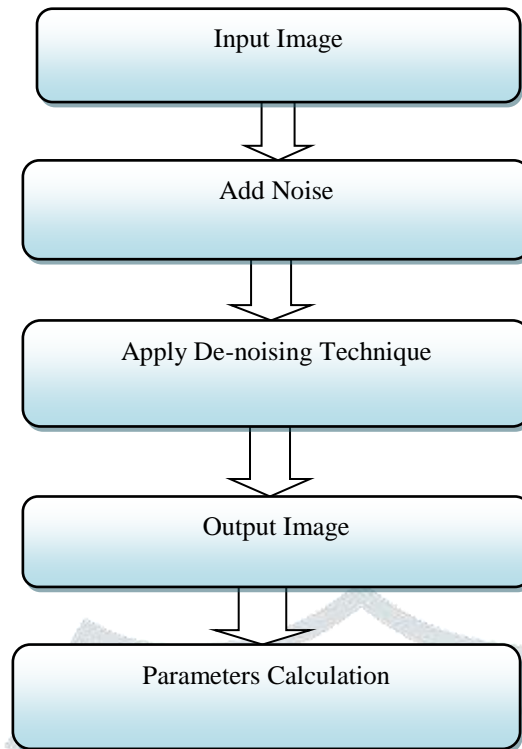 Input Image
Add Noise
Apply De-noising Technique
Output Image
Parameters Calculation